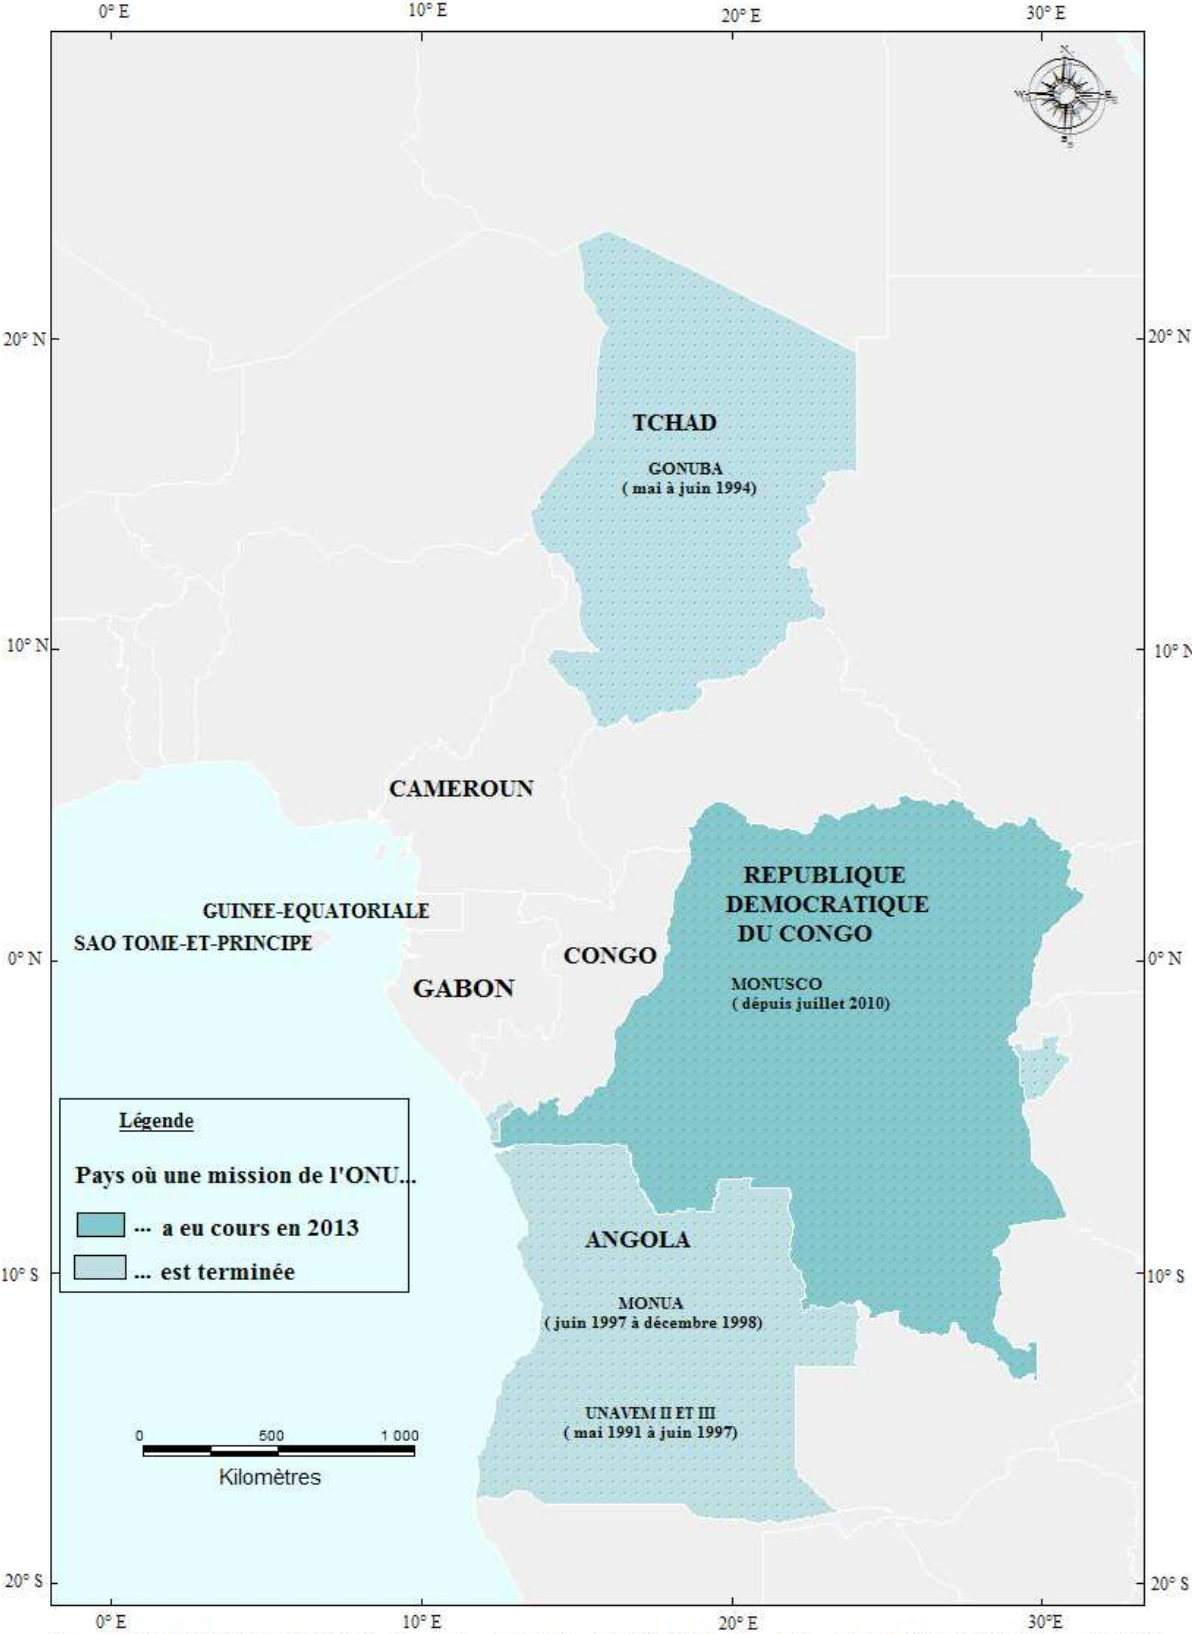 0° E 10° E 20° E 30° E
N
W E
S
20° N 20° N
TCHAD
GONUBA
( mai à juin 1994)
10° N 10° N
CAMEROUN
REPUBLIQUE
DEMOCRATIQUE
DU CONGO
GUINEE-EQUATORIALE
SAO TOME-ET-PRINCIPE
CONGO
0° N 0° N
GABON
MONUSCO
( dépuis juillet 2010)
Légende
Pays où une mission de l'ONU...
... a eu cours en 2013
... est terminée
ANGOLA
10° S 10° S
MONUA
( juin 1997 à décembre 1998)
UNAVEM II ET III
( mai 1991 à juin 1997)
0 500 1 000
Kilomètres
20° S 20° S
0° E 10° E 20° E 30°E